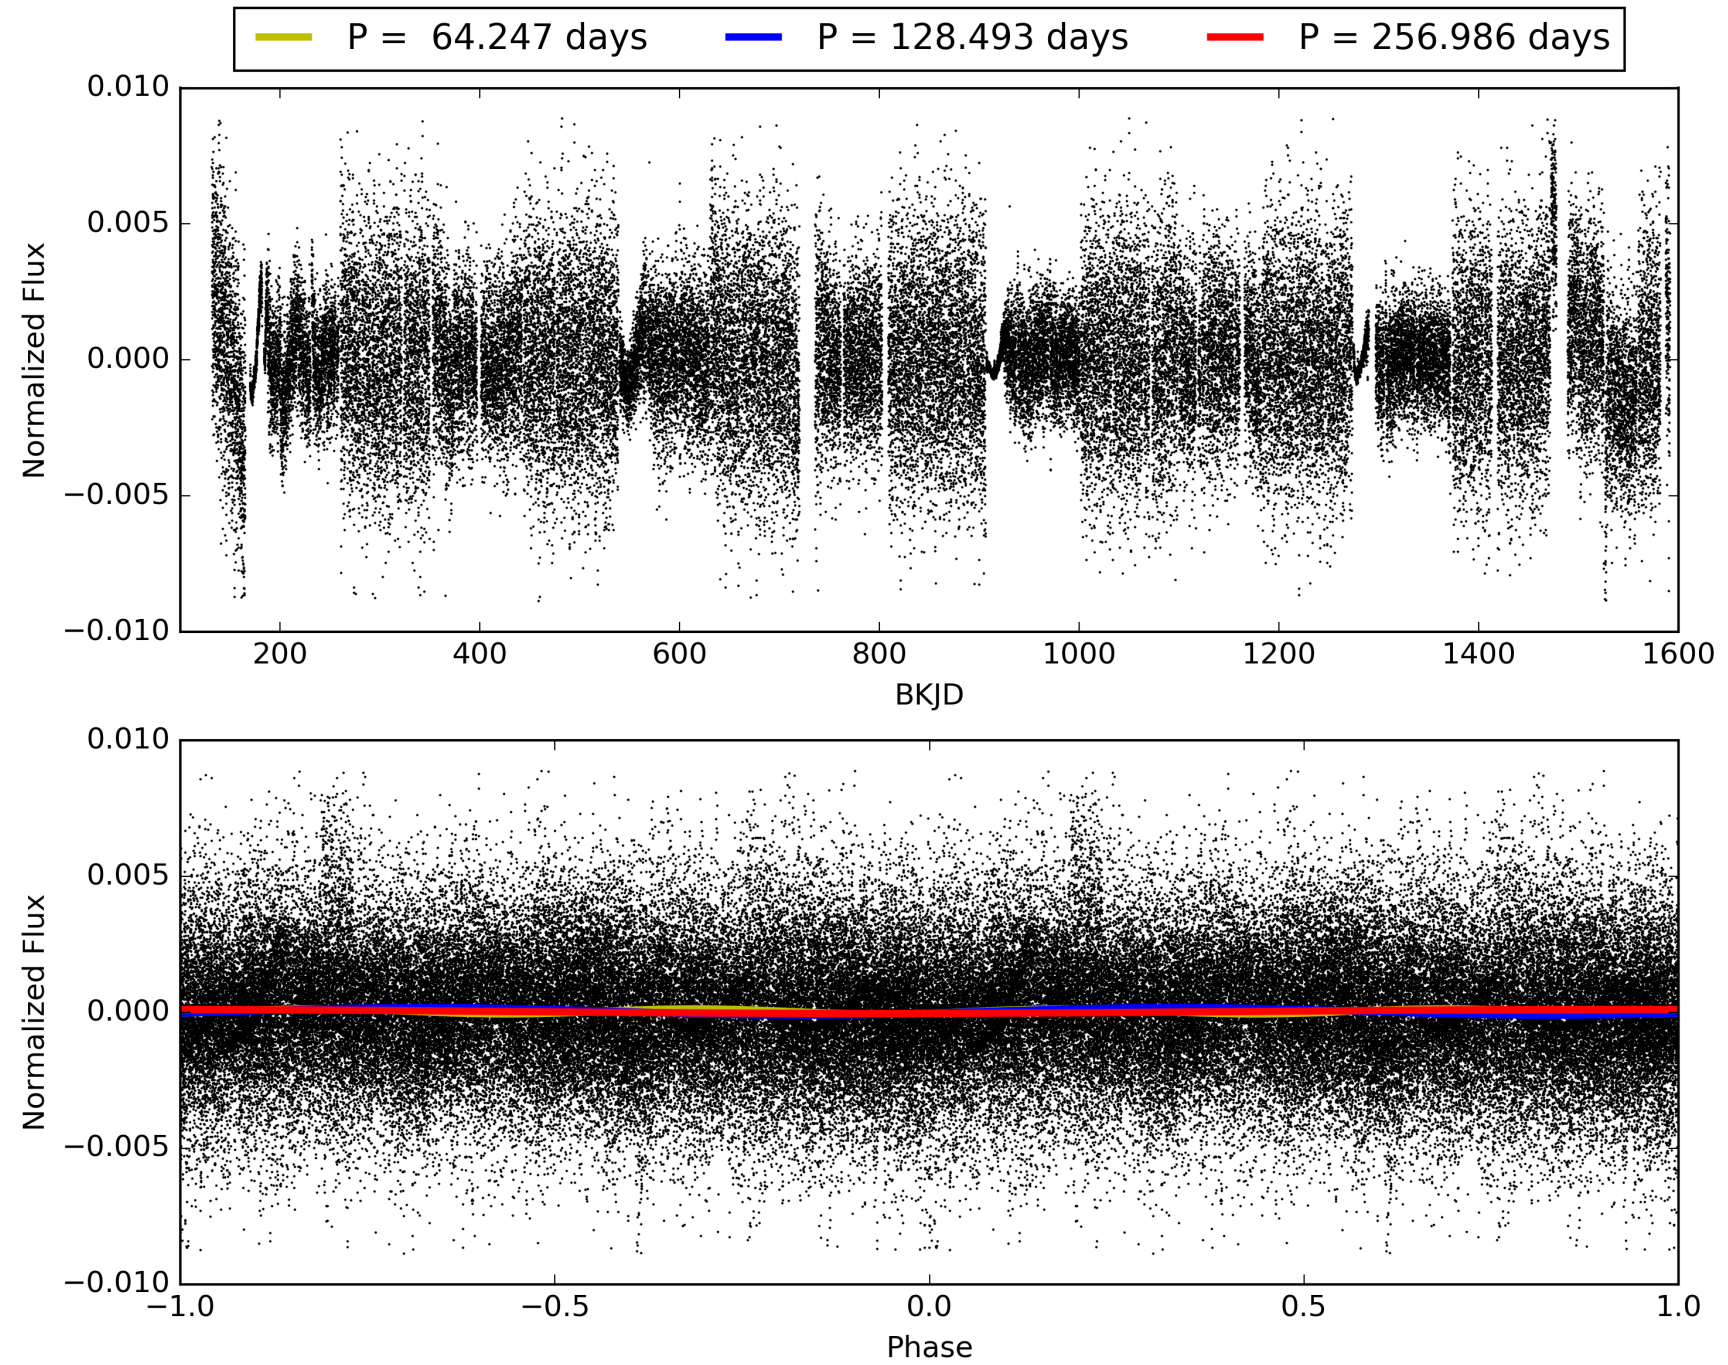 P = 64.247 days P = 128.493 days P = 256.986 days
0.010
0.005
0.000
−0.005
−0.010
Normalized Flux
200 400 600 800 1000 1200 1400 1600
BKJD
0.010
0.005
0.000
−0.005
−0.010
Normalized Flux
−1.0 −0.5 0.0 0.5 1.0
Phase